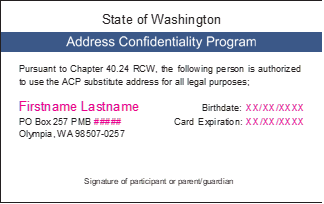 State of Washington
Address Confidentiality Program
Pursuant to Chapter 40.24 RCW, the following person is authorized
to use the ACP substitute address for all legal purposes;
Firstname Lastname
Birthdate: XX/XX/XXXX
PO Box 257 PMB #####
Card Expiration: XX/XX/XXXX
Olympia, WA 98507-0257
Signature of participant or parent/guardian